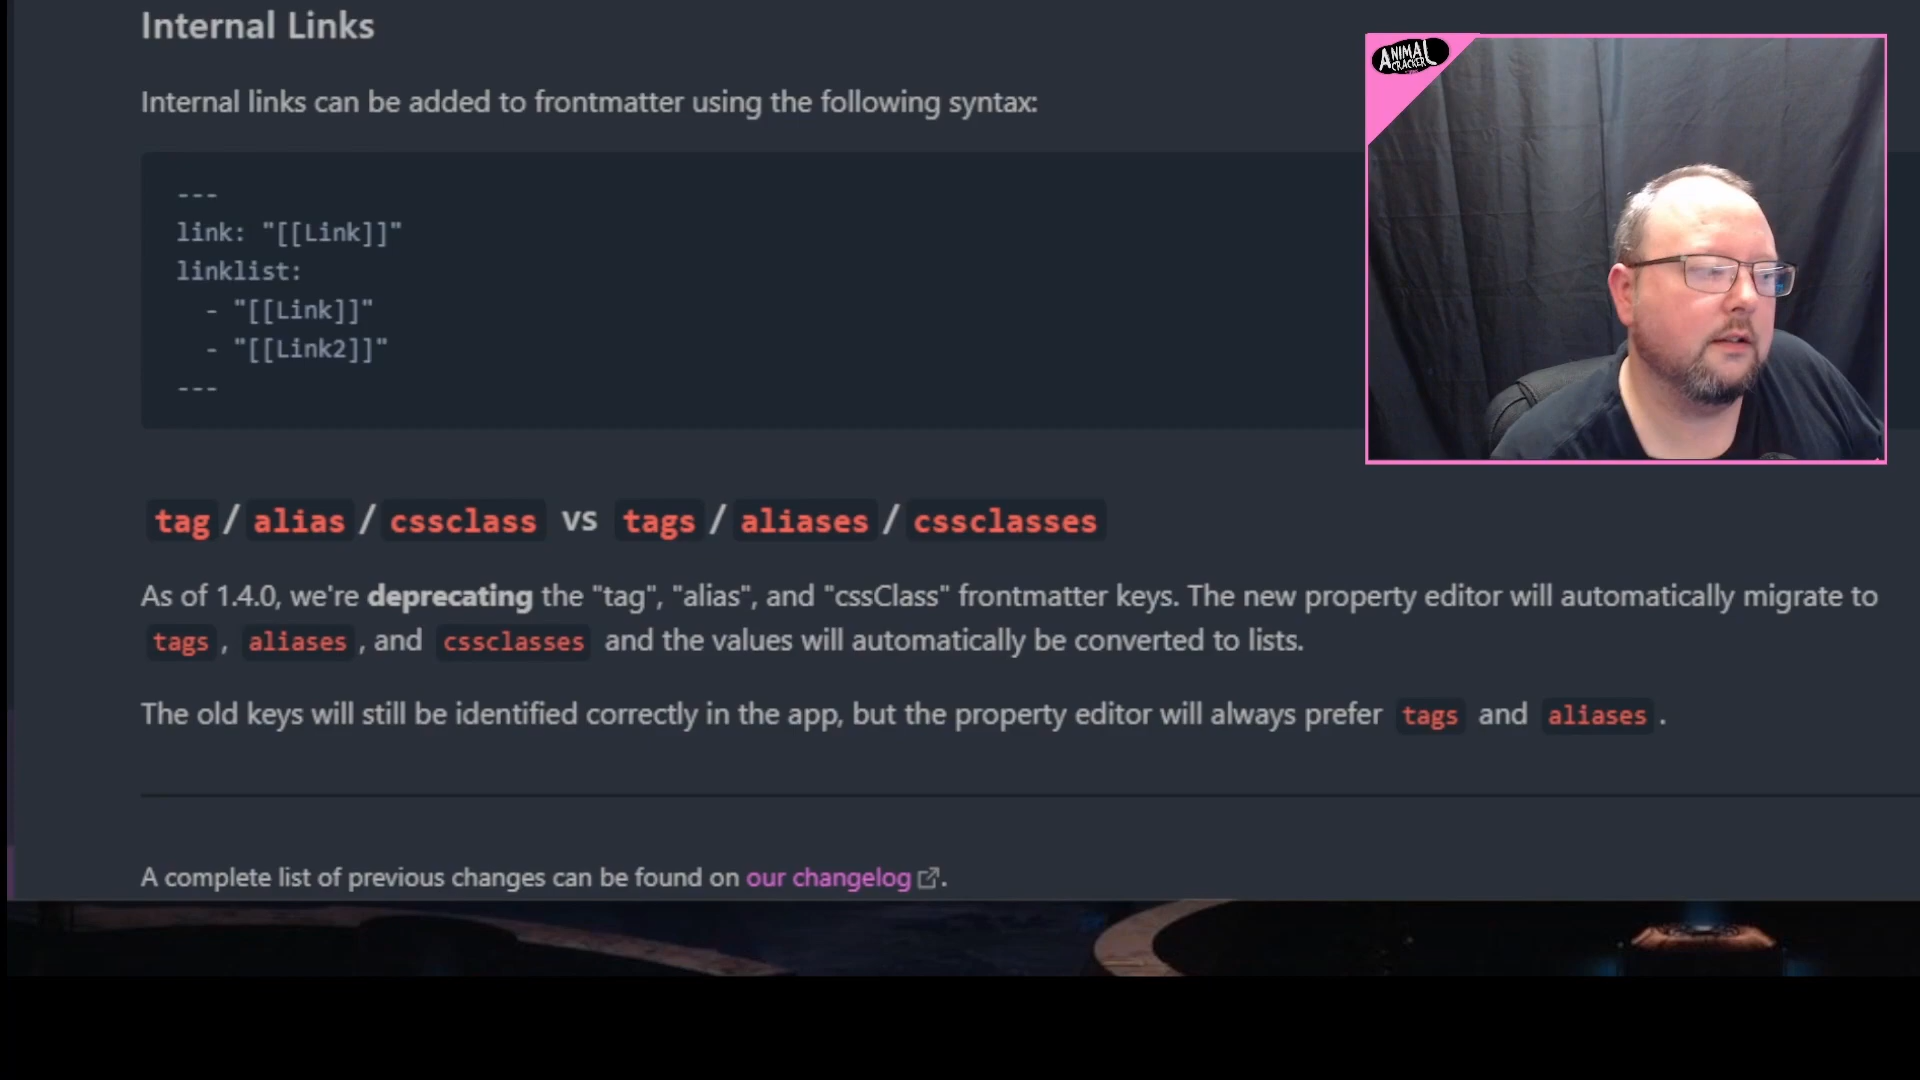 Internal Links
Internal links can be added to frontmatter using the following syntax:
---
link: "[[Link]]"
linklist:
  - "[[Link]]"
  - "[[Link2]]"
---
tag / alias / cssclass vs tags / aliases / cssclasses
As of 1.4.0, we're deprecating the "tag", "alias", and "cssClass" frontmatter keys. The new property editor will automatically migrate to
tags , aliases , and cssclasses and the values will automatically be converted to lists.
The old keys will still be identified correctly in the app, but the property editor will always prefer tags and aliases .
A complete list of previous changes can be found on our changelog.
ANIMAL
CRACKER